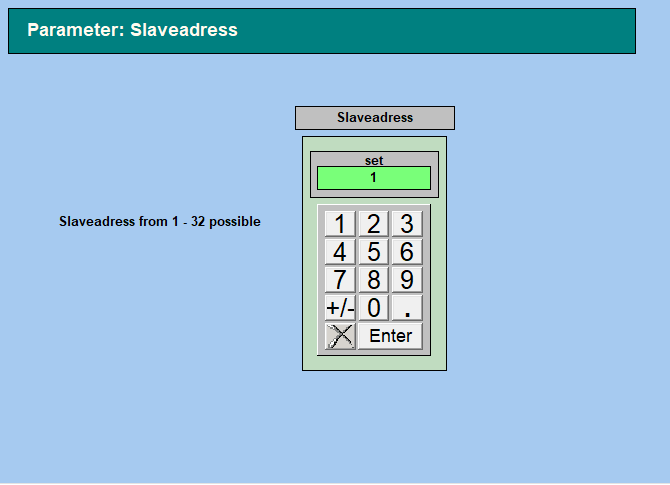 Parameter: Slaveadress
Slaveadress
set
1
Slaveadress from 1 - 32 possible
1 2 3
4 5 6
7 8 9
+/- 0 .
Enter